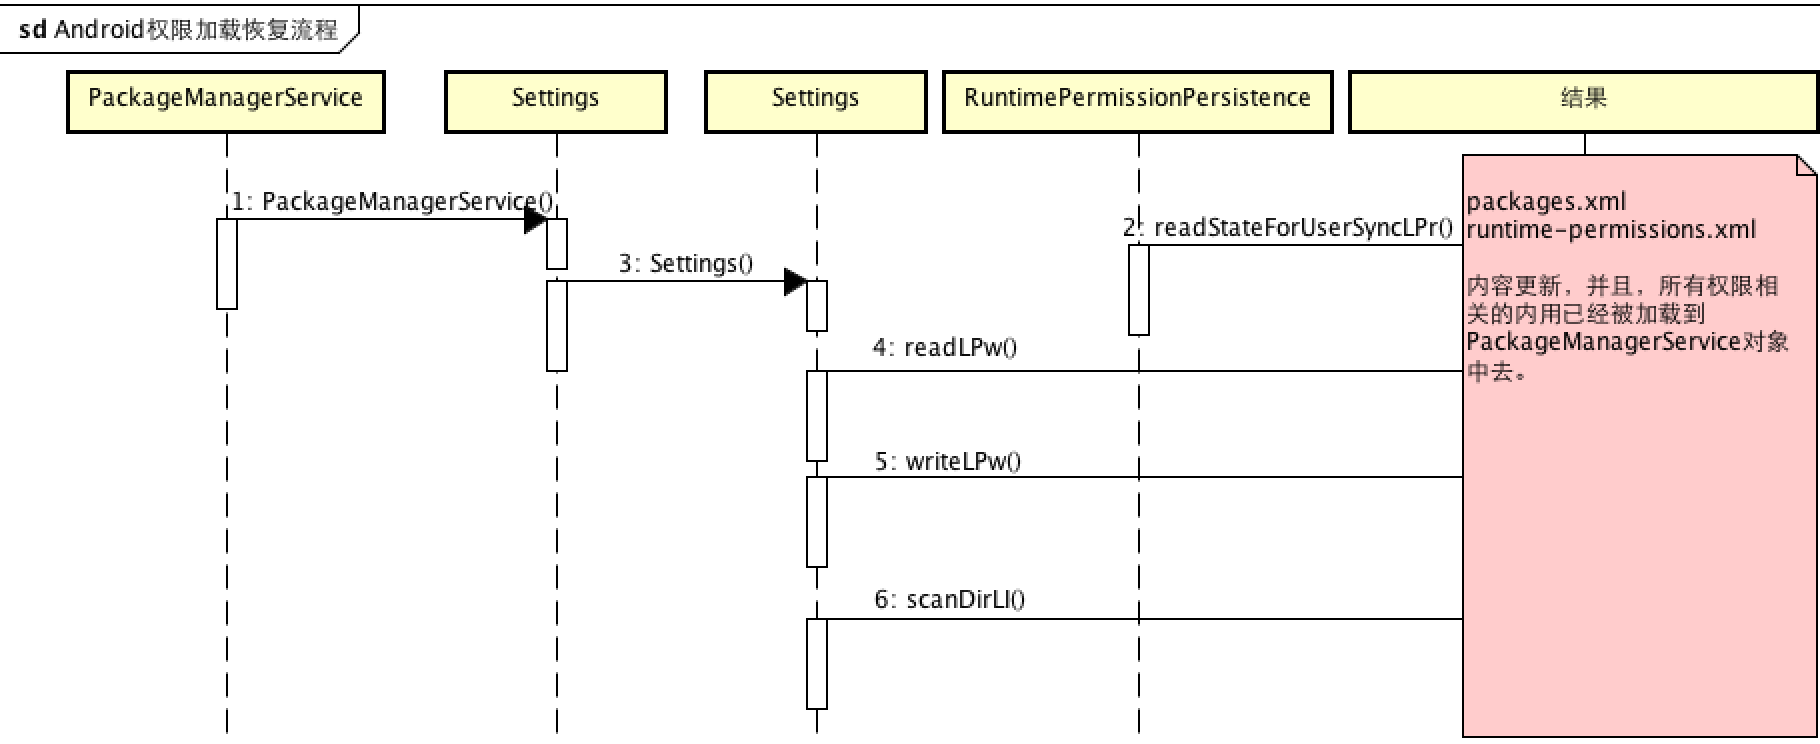 sd Android权限加载恢复流程
PackageManagerService
Settings
Settings
RuntimePermissionPersistence
结果
1: PackageManagerService()
2: readStateForUserSyncLPr()
3: Settings()
4: readLPw()
5: writeLPw()
6: scanDirLI()
packages.xml
runtime-permissions.xml
内容更新，并且，所有权限相
关的内用已经被加载到
PackageManagerService对象
中去。